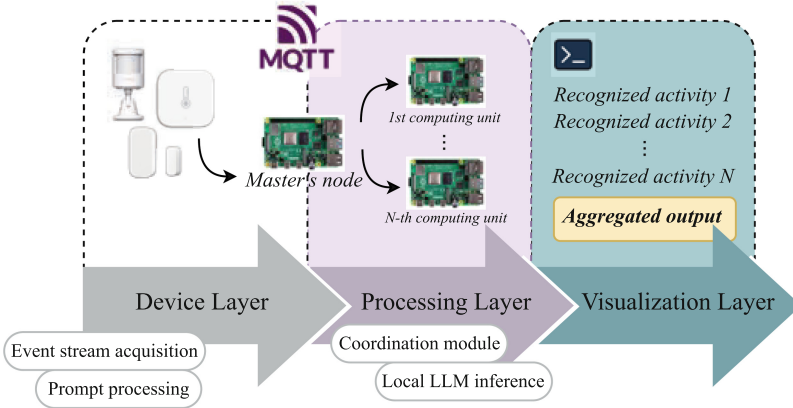 MQTT
Master's node
1st computing unit
⋮
N-th computing unit
Recognized activity 1
Recognized activity 2
⋮
Recognized activity N
Aggregated output
Device Layer
Processing Layer
Visualization Layer
Event stream acquisition
Prompt processing
Coordination module
Local LLM inference